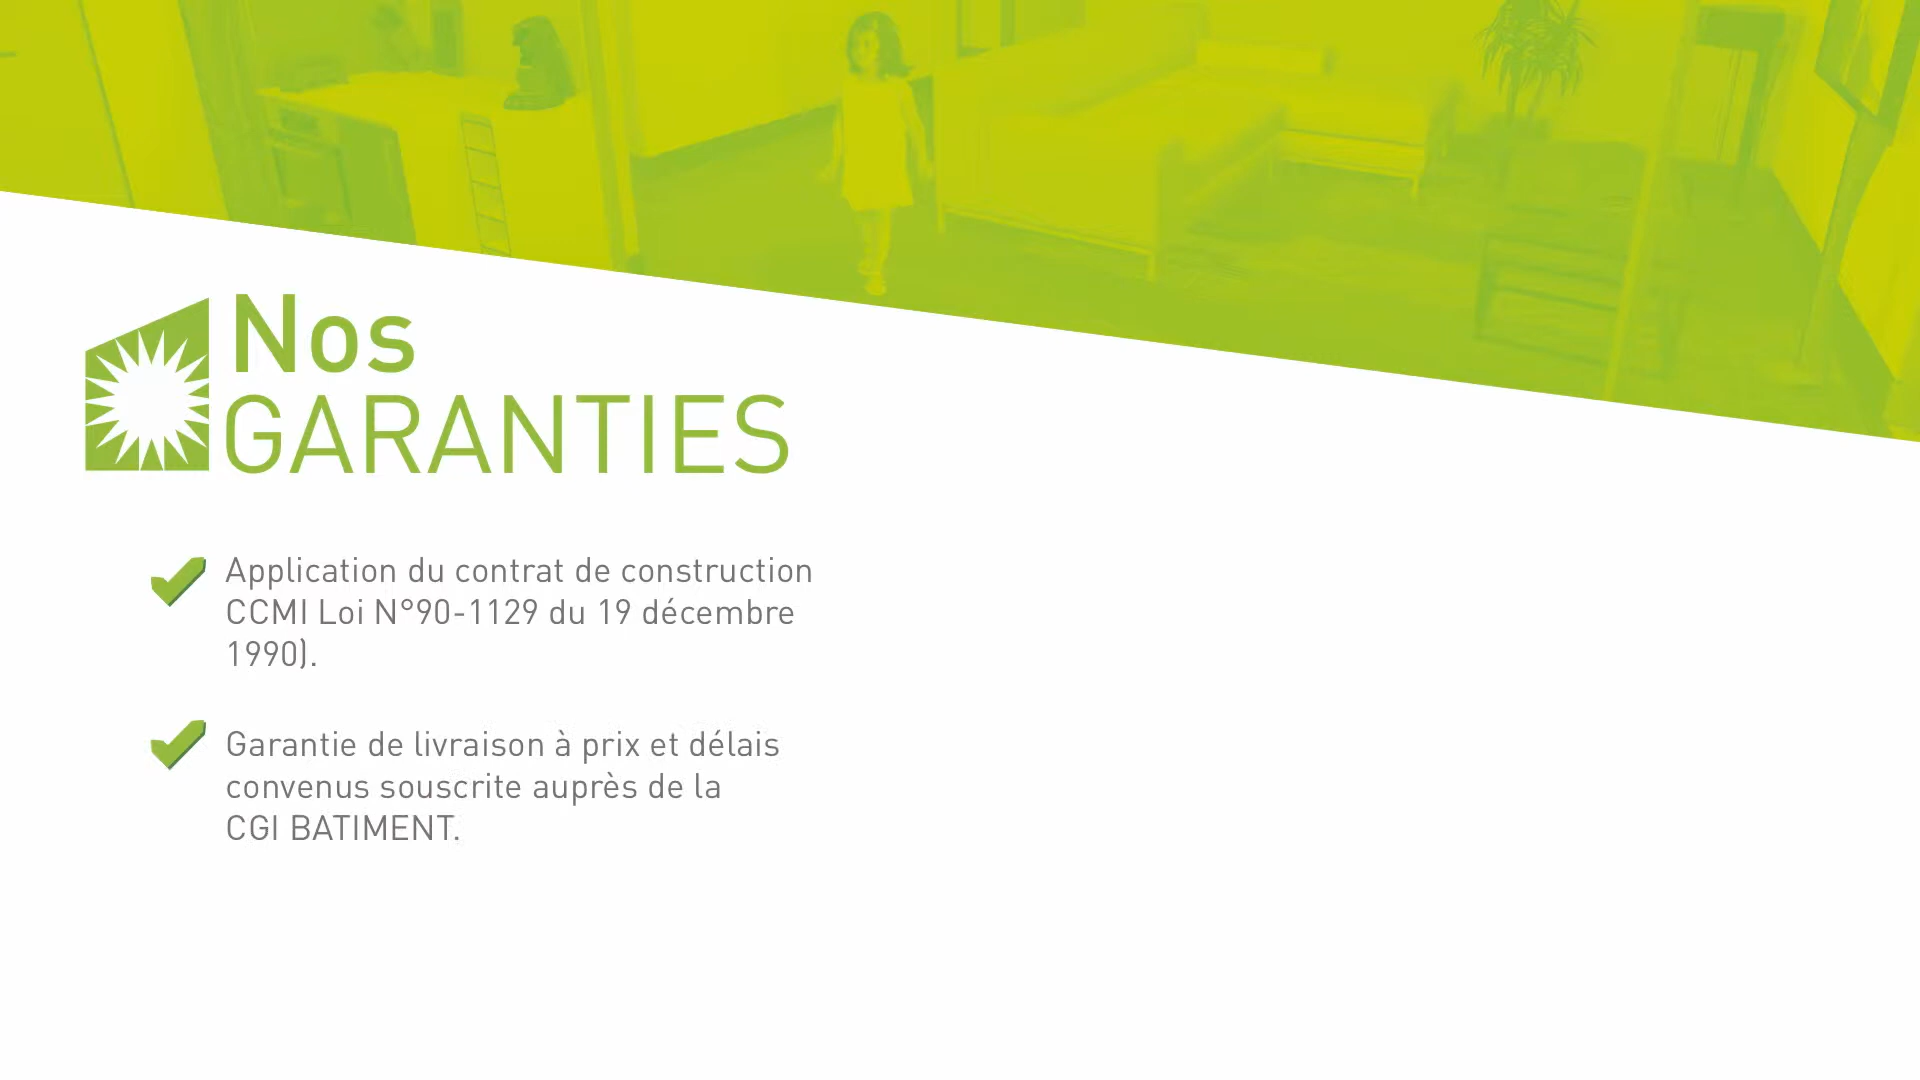 Nos
GARANTIES
Application du contrat de construction
CCMI Loi N°90-1129 du 19 décembre
1990).
Garantie de livraison à prix et délais
convenus souscrite auprès de la
CGI BATIMENT.